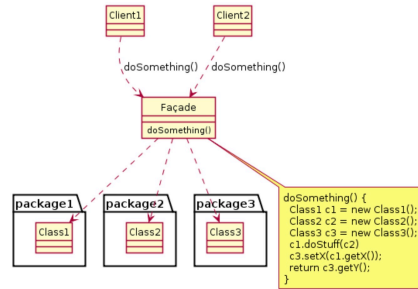 Client1
Client2
doSomething()
doSomething()
Façade
doSomething()
package1
package2
package3
Class1
Class2
Class3
doSomething() {
Class1 c1 = new Class1();
Class2 c2 = new Class2();
Class3 c3 = new Class3();
c1.doStuff(c2)
c3.setX(c1.getX());
return c3.getY();
}